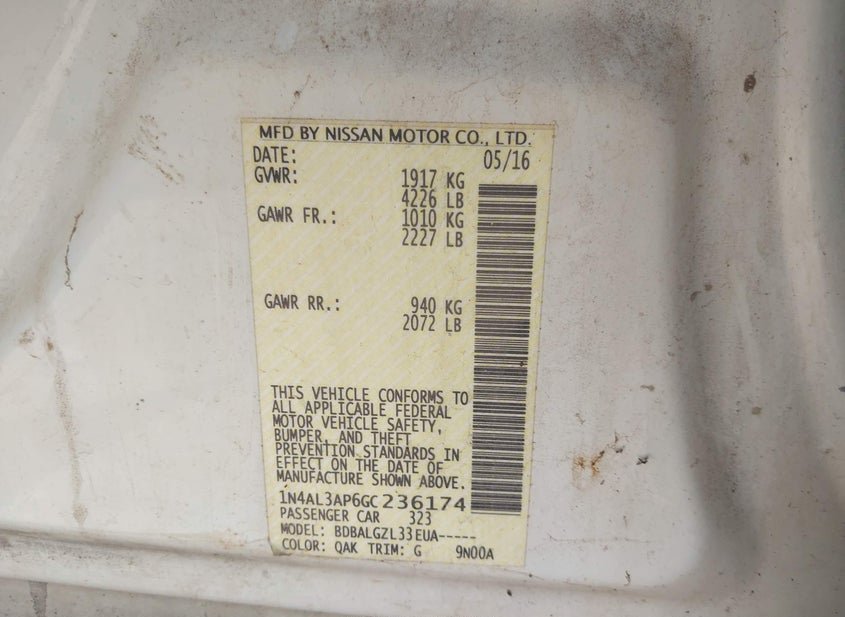 MFD BY NISSAN MOTOR CO., LTD.
DATE: 05/16
GVWR: 1917 KG
4226 LB
GAWR FR.: 1010 KG
2227 LB
GAWR RR.: 940 KG
2072 LB
THIS VEHICLE CONFORMS TO
ALL APPLICABLE FEDERAL
MOTOR VEHICLE SAFETY,
BUMPER, AND THEFT
PREVENTION STANDARDS IN
EFFECT ON THE DATE OF
MANUFACTURE SHOWN ABOVE.
1N4AL3AP6GC236174
PASSENGER CAR 323
MODEL: BDBALGZL33EUA-----
COLOR: QAK TRIM: G 9N00A